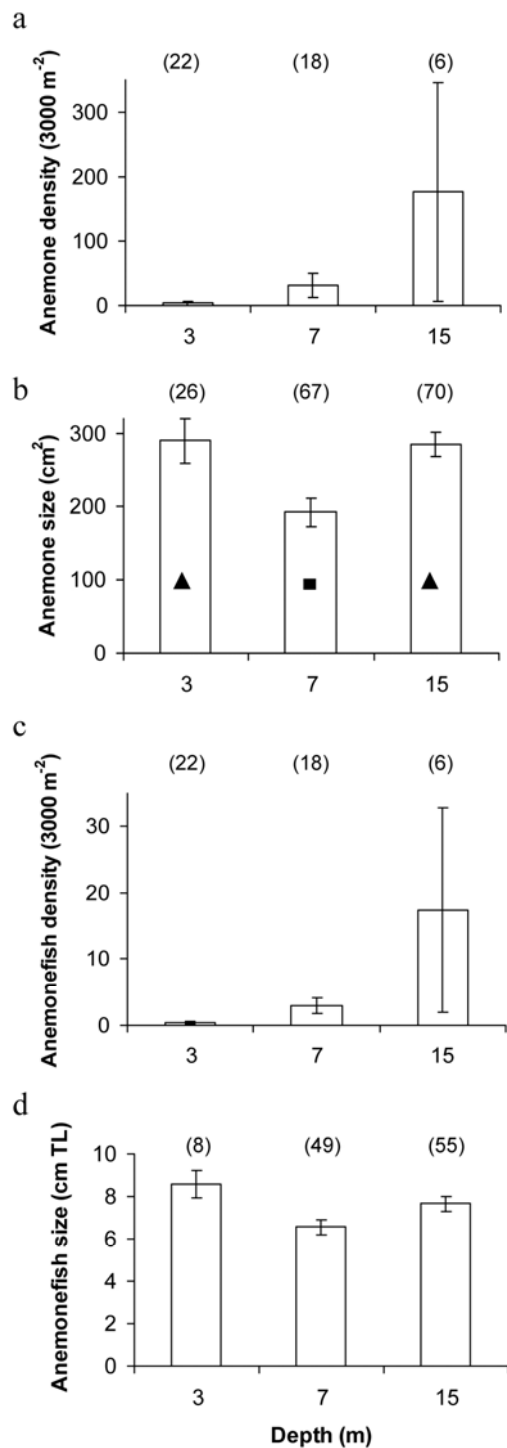 a
(22) (18) (6)
Anemone density (3000 m⁻²)
300
200
100
0
3 7 15
b
(26) (67) (70)
Anemone size (cm²)
300
200
100
0
3 7 15
c
(22) (18) (6)
Anemonefish density (3000 m⁻²)
30
20
10
0
3 7 15
d
(8) (49) (55)
Anemonefish size (cm TL)
10
8
6
4
2
0
3 7 15
Depth (m)